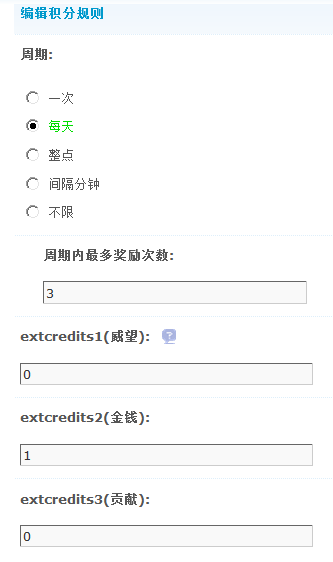 编辑积分规则
周期:
一次
每天
整点
间隔分钟
不限
周期内最多奖励次数:
3
extcredits1(威望): ?
0
extcredits2(金钱):
1
extcredits3(贡献):
0